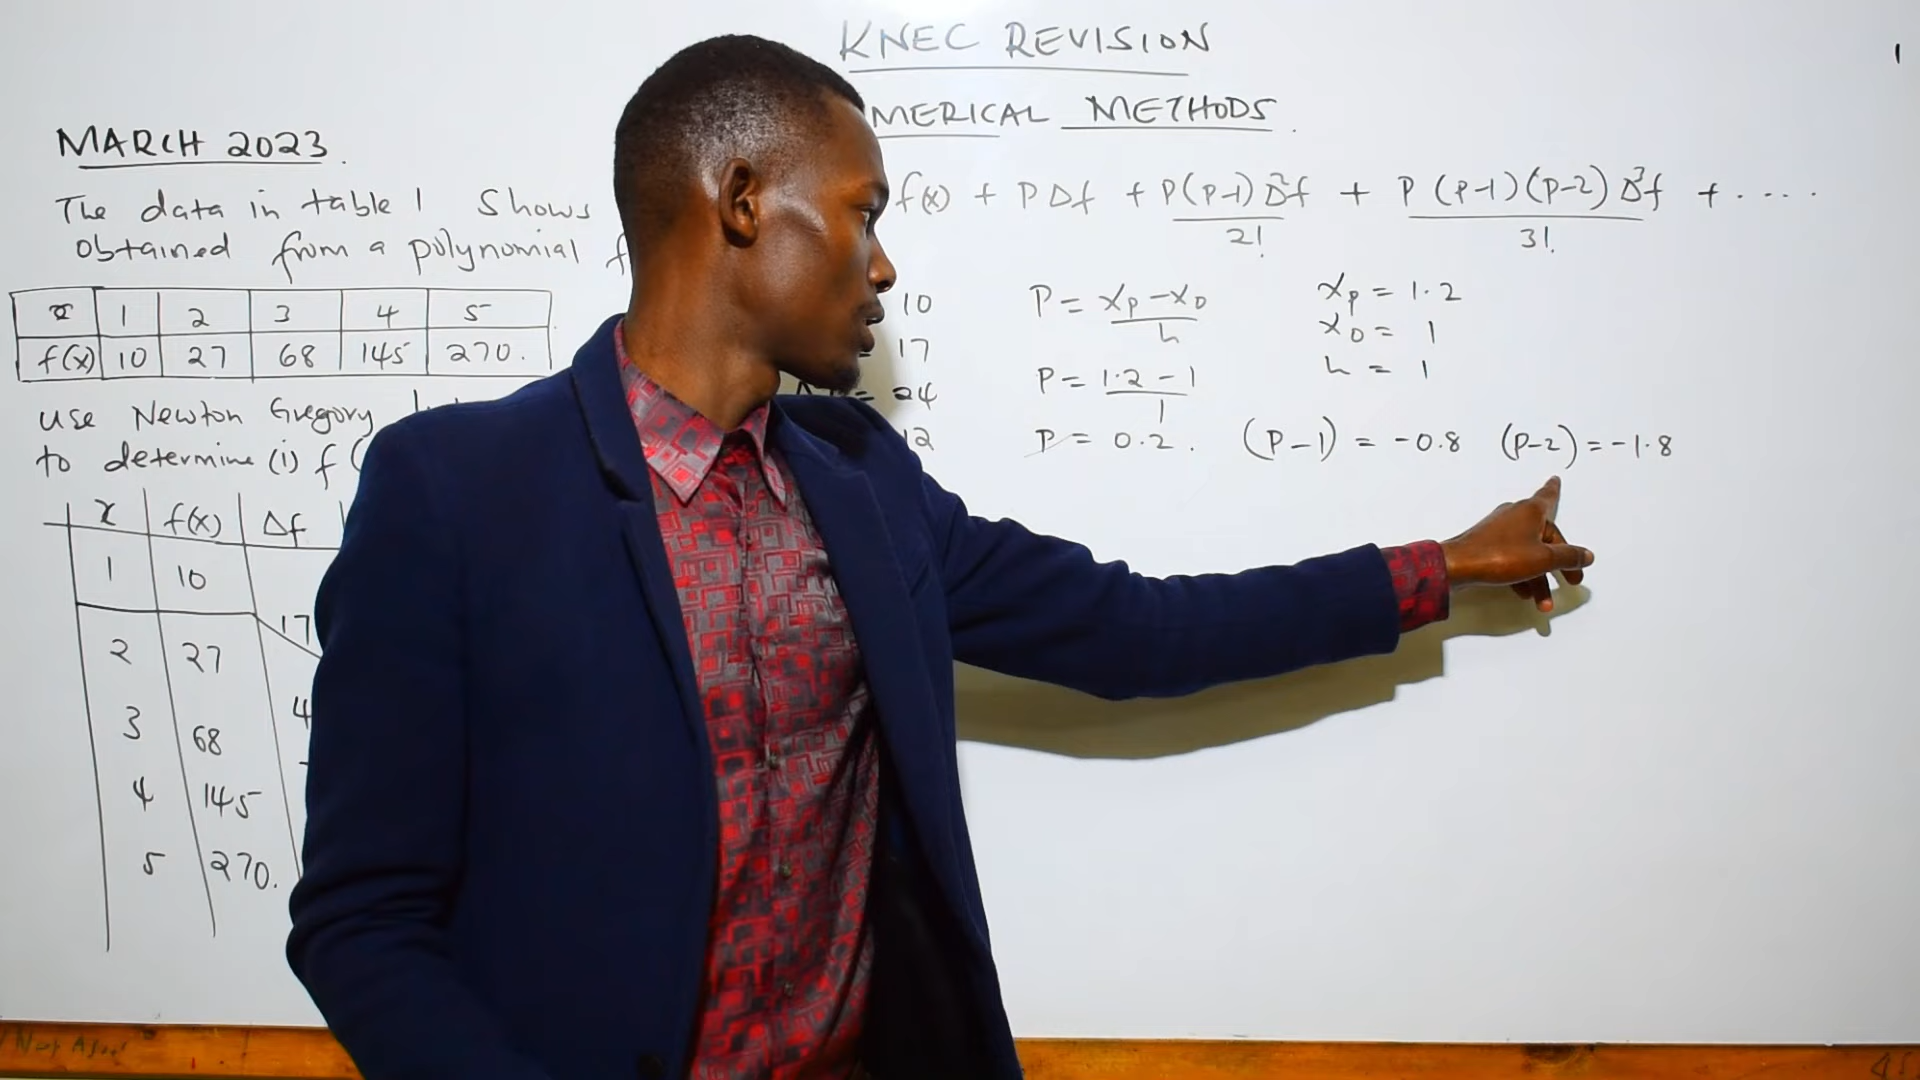 KNEC REVISION
MERICAL METHODS
MARCH 2023.
The data in table 1 shows
obtained from a polynomial f
x 1 2 3 4 5
f(x) 10 27 68 145 270.
use Newton Gregory
to determine (i) f (
x f(x) Δf
1 10
17
2 27
4
3 68
4 145
5 270.
f(x) + PΔf + P(P-1)Δ²f/2! + P(P-1)(P-2)Δ³f/3! + ....
10
17
= 24
12
P = xp - x0/h
P = 1.2 - 1/1
P = 0.2. (P-1) = -0.8 (P-2) = -1.8
xp = 1.2
x0 = 1
h = 1